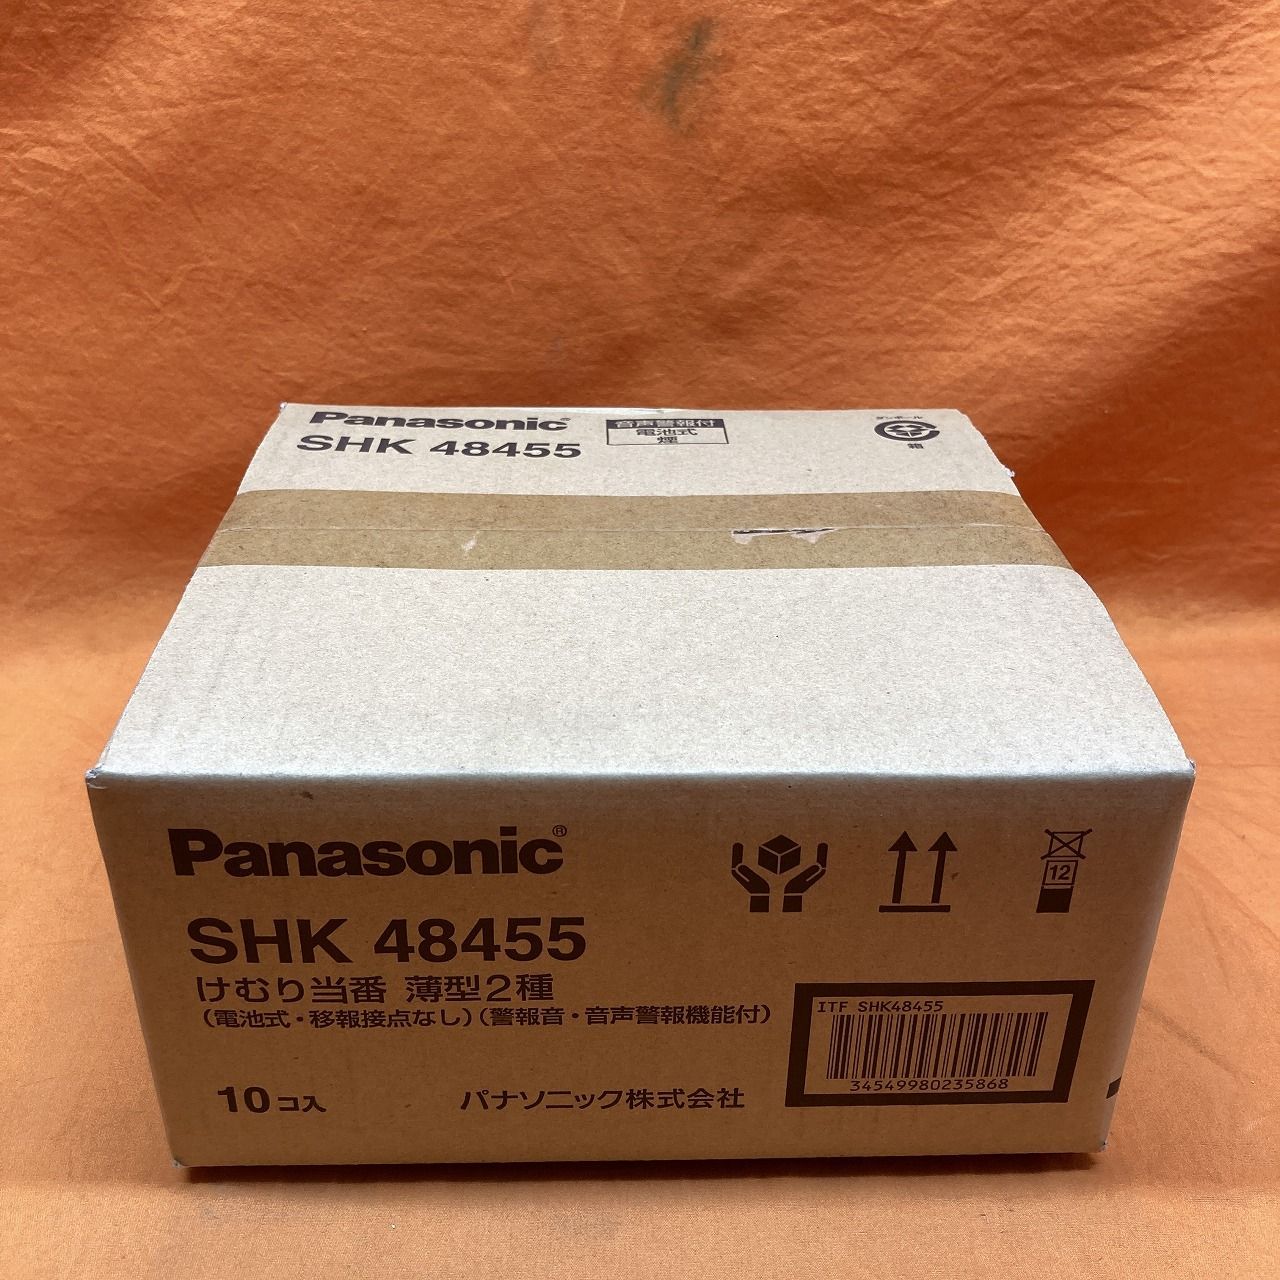 Panasonic
SHK 48455
音声警報付
電池式
煙
ダンボール
箱
Panasonic®
SHK 48455
けむり当番 薄型2種
(電池式・移報接点なし)(警報音・音声警報機能付)
10コ入
パナソニック株式会社
12
ITF SHK48455
34549980235868